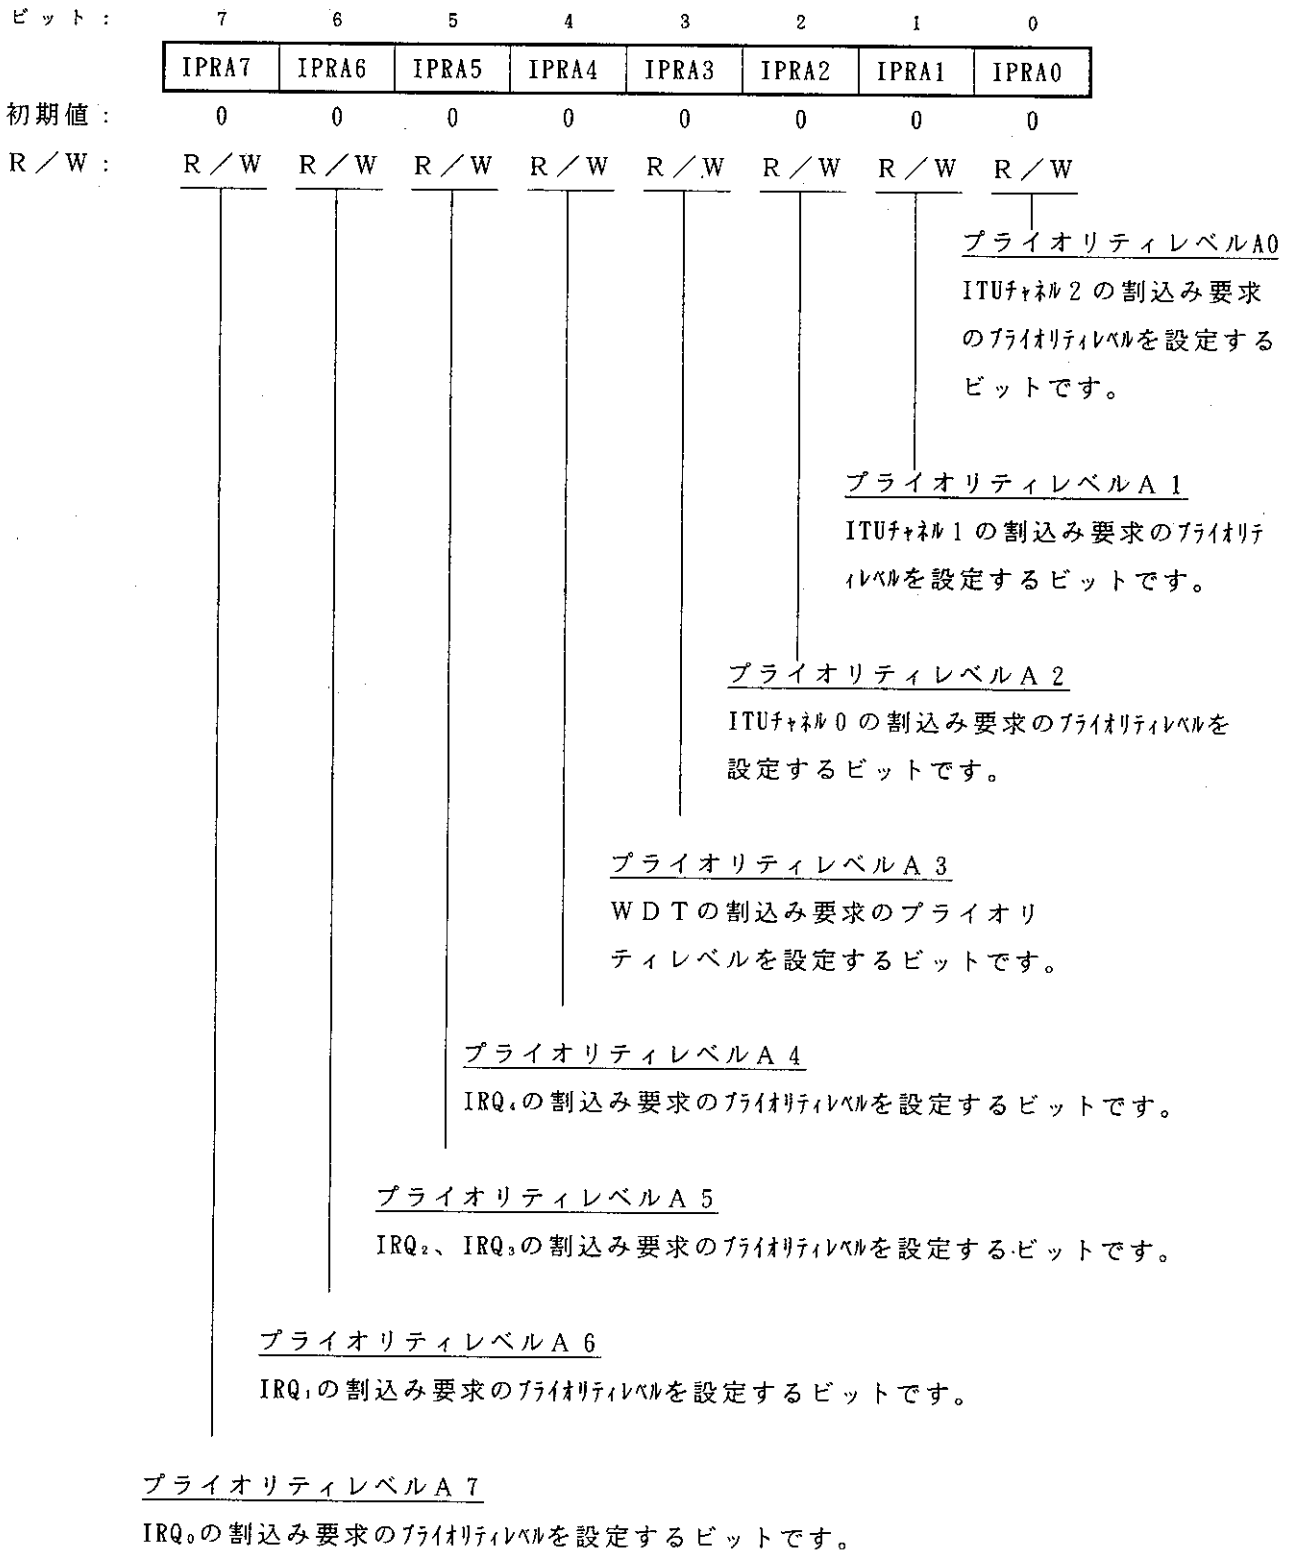 ビット： 7 6 5 4 3 2 1 0
IPRA7 IPRA6 IPRA5 IPRA4 IPRA3 IPRA2 IPRA1 IPRA0
初期値： 0 0 0 0 0 0 0 0
R／W： R／W R／W R／W R／W R／W R／W R／W R／W
プライオリティレベルA0
ITUﾁｬﾈﾙ2の割込み要求
のﾌﾟﾗｲｵﾘﾃｨﾚﾍﾞﾙを設定する
ビットです。
プライオリティレベルA1
ITUﾁｬﾈﾙ1の割込み要求のﾌﾟﾗｲｵﾘﾃ
ｨﾚﾍﾞﾙを設定するビットです。
プライオリティレベルA2
ITUﾁｬﾈﾙ0の割込み要求のﾌﾟﾗｲｵﾘﾃｨﾚﾍﾞﾙを
設定するビットです。
プライオリティレベルA3
WDTの割込み要求のプライオリ
ティレベルを設定するビットです。
プライオリティレベルA4
IRQ₄の割込み要求のﾌﾟﾗｲｵﾘﾃｨﾚﾍﾞﾙを設定するビットです。
プライオリティレベルA5
IRQ₂、IRQ₃の割込み要求のﾌﾟﾗｲｵﾘﾃｨﾚﾍﾞﾙを設定するビットです。
プライオリティレベルA6
IRQ₁の割込み要求のﾌﾟﾗｲｵﾘﾃｨﾚﾍﾞﾙを設定するビットです。
プライオリティレベルA7
IRQ₀の割込み要求のﾌﾟﾗｲｵﾘﾃｨﾚﾍﾞﾙを設定するビットです。